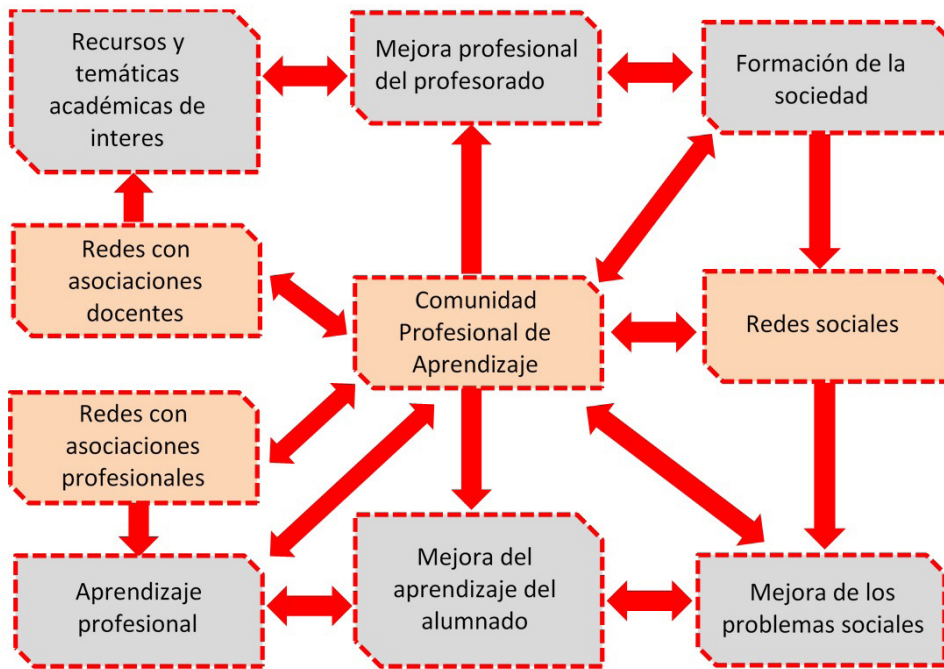 Recursos y
temáticas
académicas de
interes
Mejora profesional
del profesorado
Formación de la
sociedad
Redes con
asociaciones
docentes
Comunidad
Profesional de
Aprendizaje
Redes sociales
Redes con
asociaciones
profesionales
Aprendizaje
profesional
Mejora del
aprendizaje del
alumnado
Mejora de los
problemas sociales